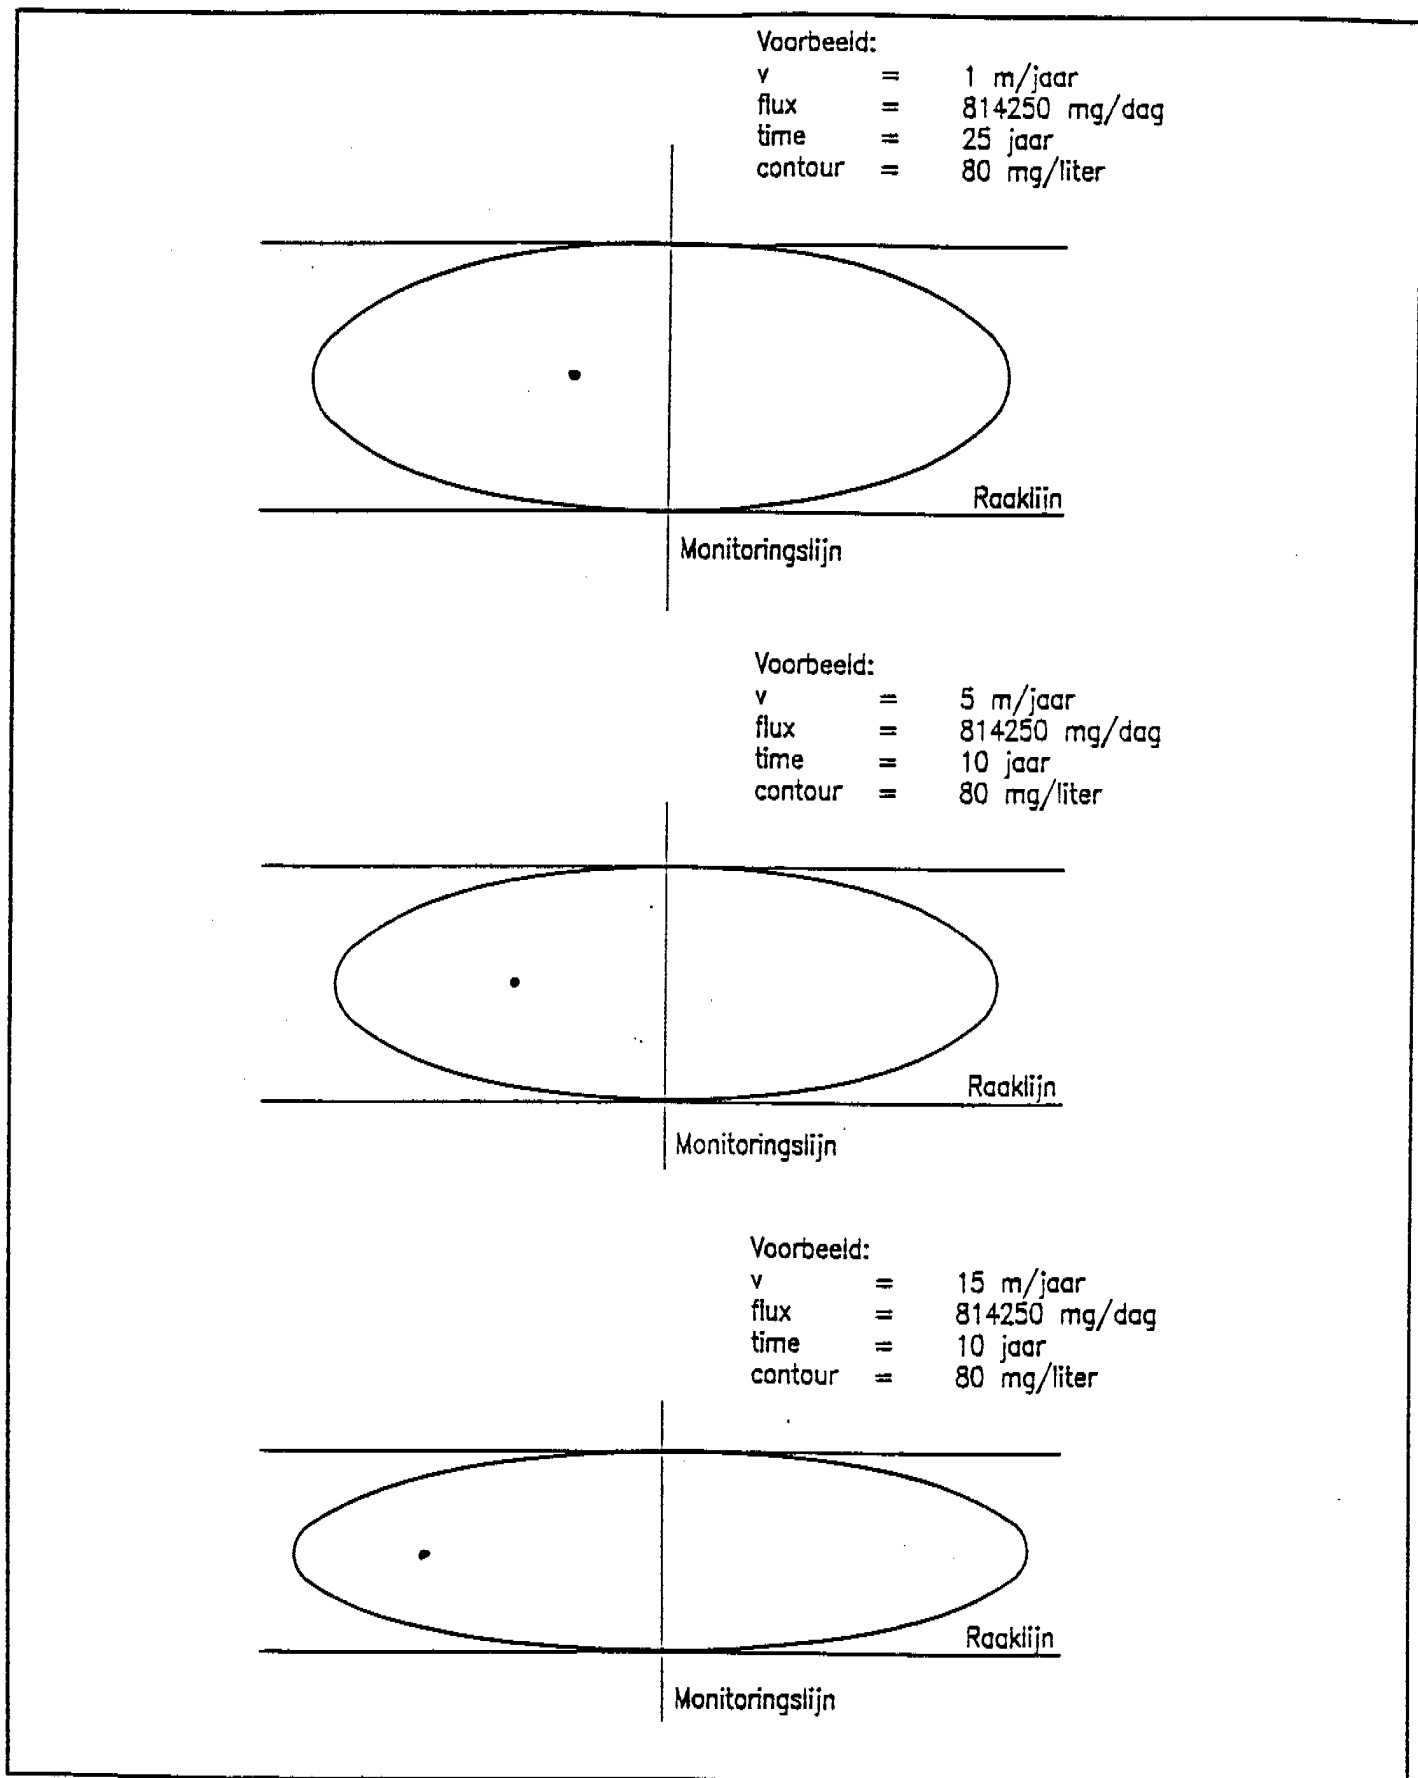 Voorbeeld:
v = 1 m/jaar
flux = 814250 mg/dag
time = 25 jaar
contour = 80 mg/liter
Raaklijn
Monitoringslijn
Voorbeeld:
v = 5 m/jaar
flux = 814250 mg/dag
time = 10 jaar
contour = 80 mg/liter
Raaklijn
Monitoringslijn
Voorbeeld:
v = 15 m/jaar
flux = 814250 mg/dag
time = 10 jaar
contour = 80 mg/liter
Raaklijn
Monitoringslijn